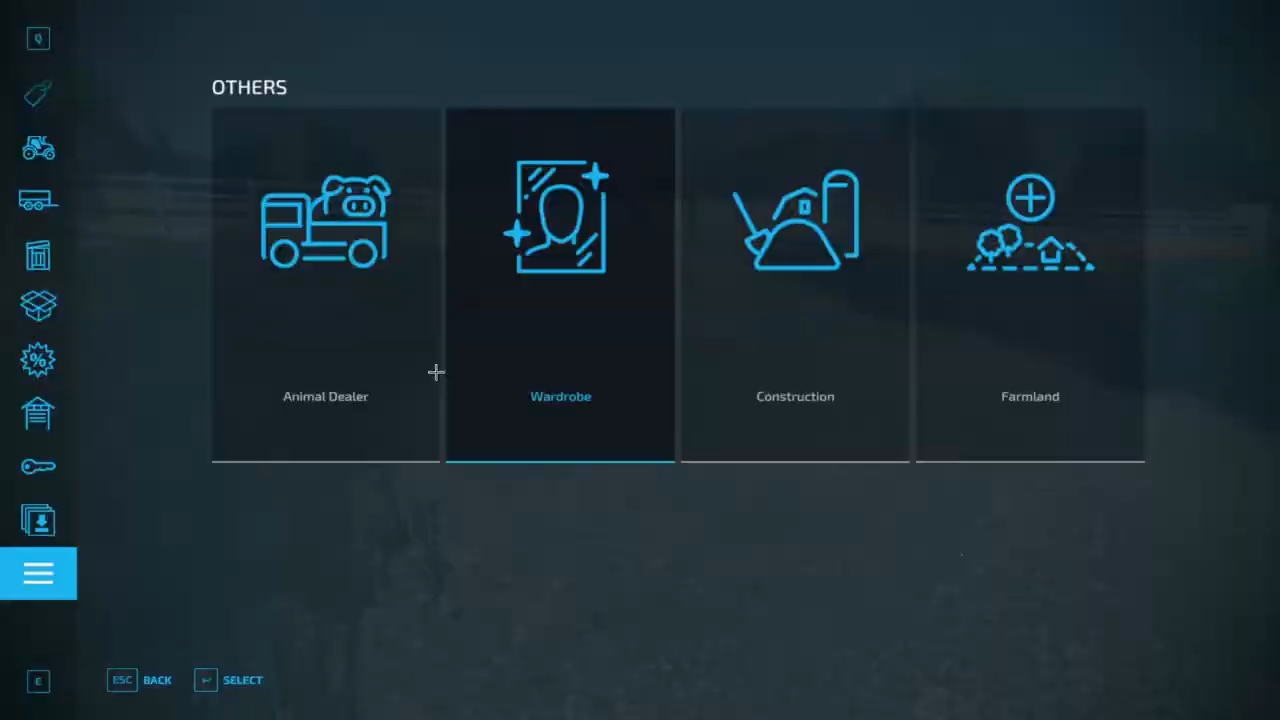 Q
OTHERS
Animal Dealer
Wardrobe
Construction
Farmland
%
E
ESC BACK
SELECT